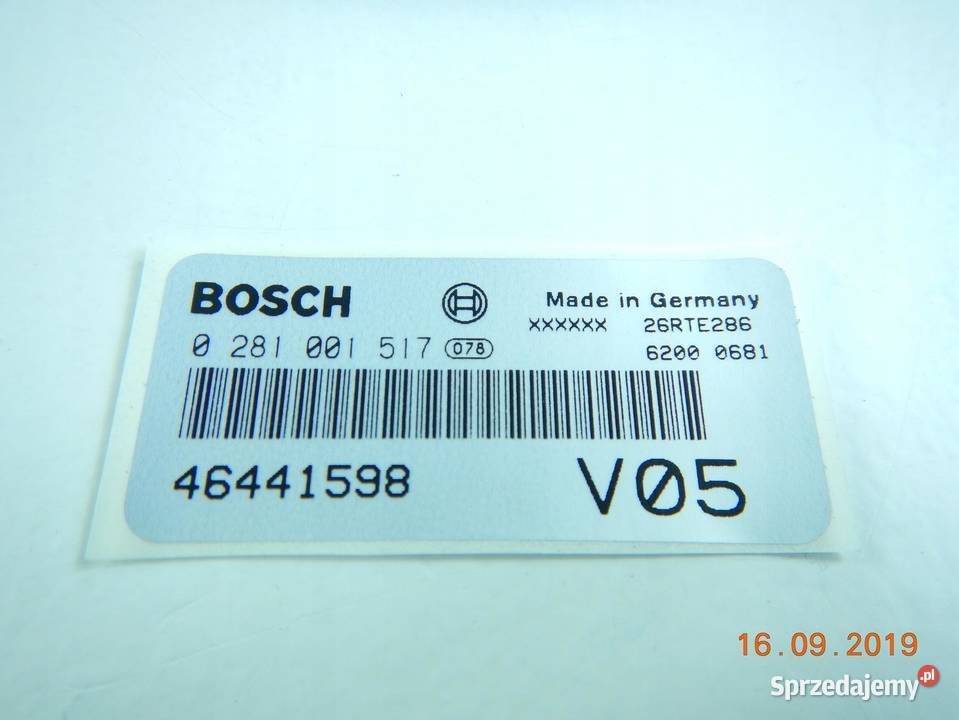 BOSCH
Made in Germany
xxxxxx 26RTE286
0 281 001 517 078
6200 0681
46441598
V05
16.09.2019
Sprzedajemy.pl